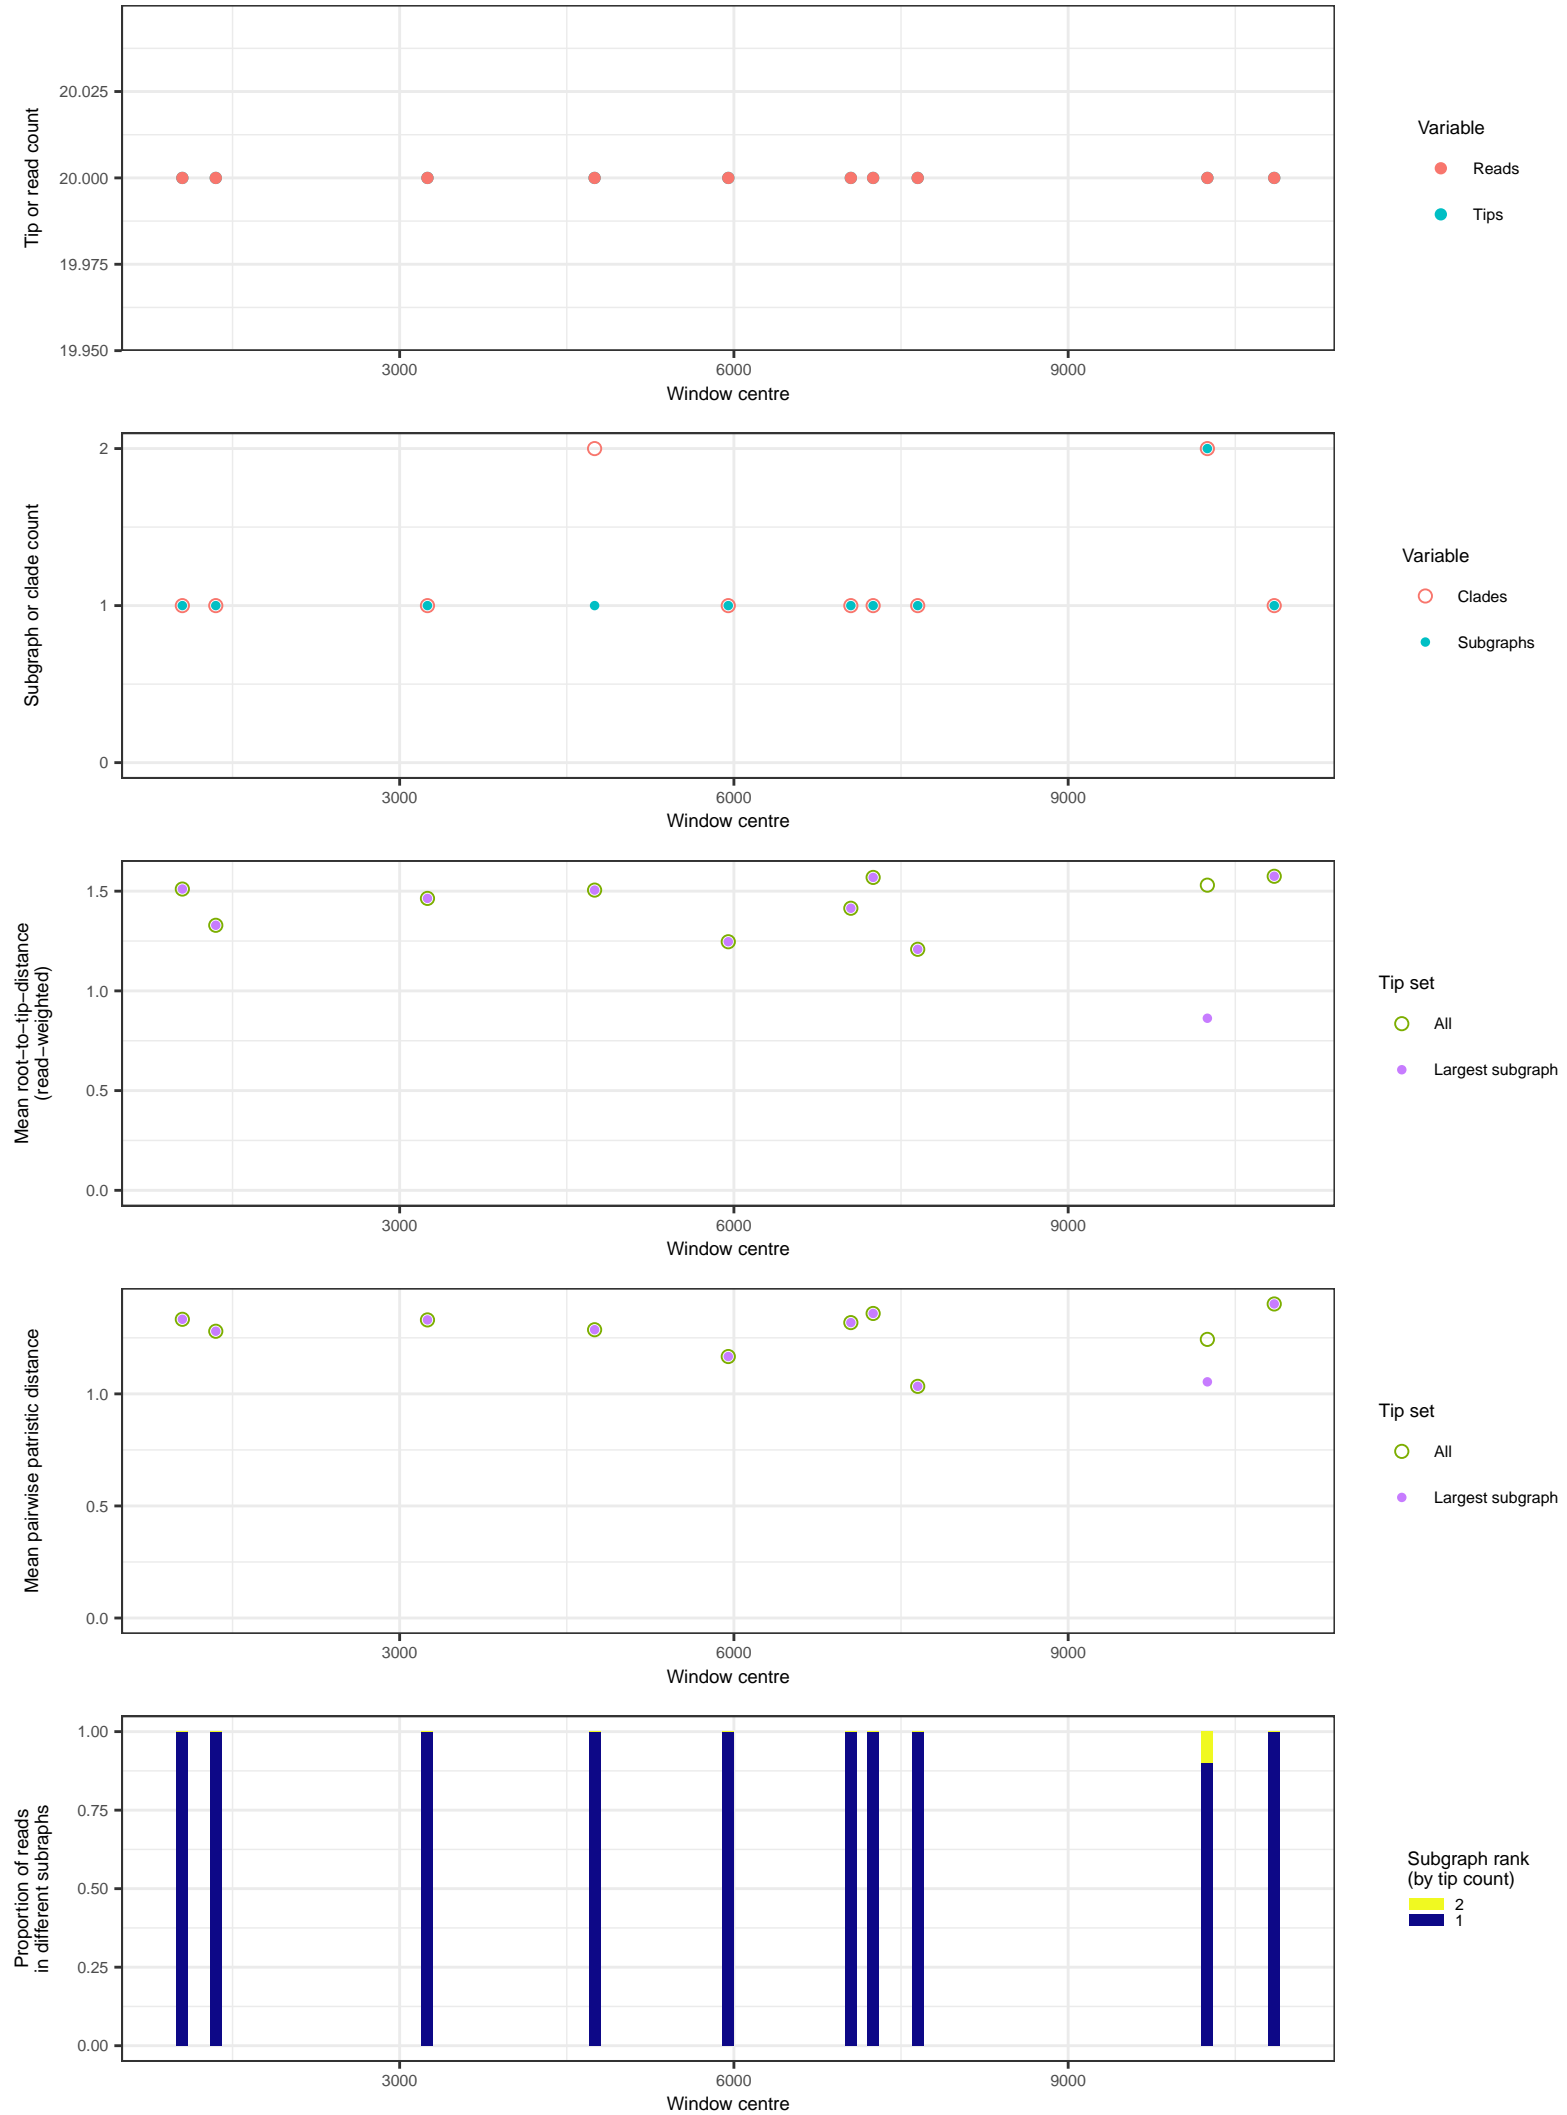 Tip or read count
20.025
20.000
19.975
19.950
3000
6000
9000
Window centre
Variable
Reads
Tips
Subgraph or clade count
2
1
0
3000
6000
9000
Window centre
Variable
Clades
Subgraphs
Mean root−to−tip−distance
(read−weighted)
1.5
1.0
0.5
0.0
3000
6000
9000
Window centre
Tip set
All
Largest subgraph
Mean pairwise patristic distance
1.0
0.5
0.0
3000
6000
9000
Window centre
Tip set
All
Largest subgraph
Proportion of reads
in different subraphs
1.00
0.75
0.50
0.25
0.00
3000
6000
9000
Window centre
Subgraph rank
(by tip count)
2
1